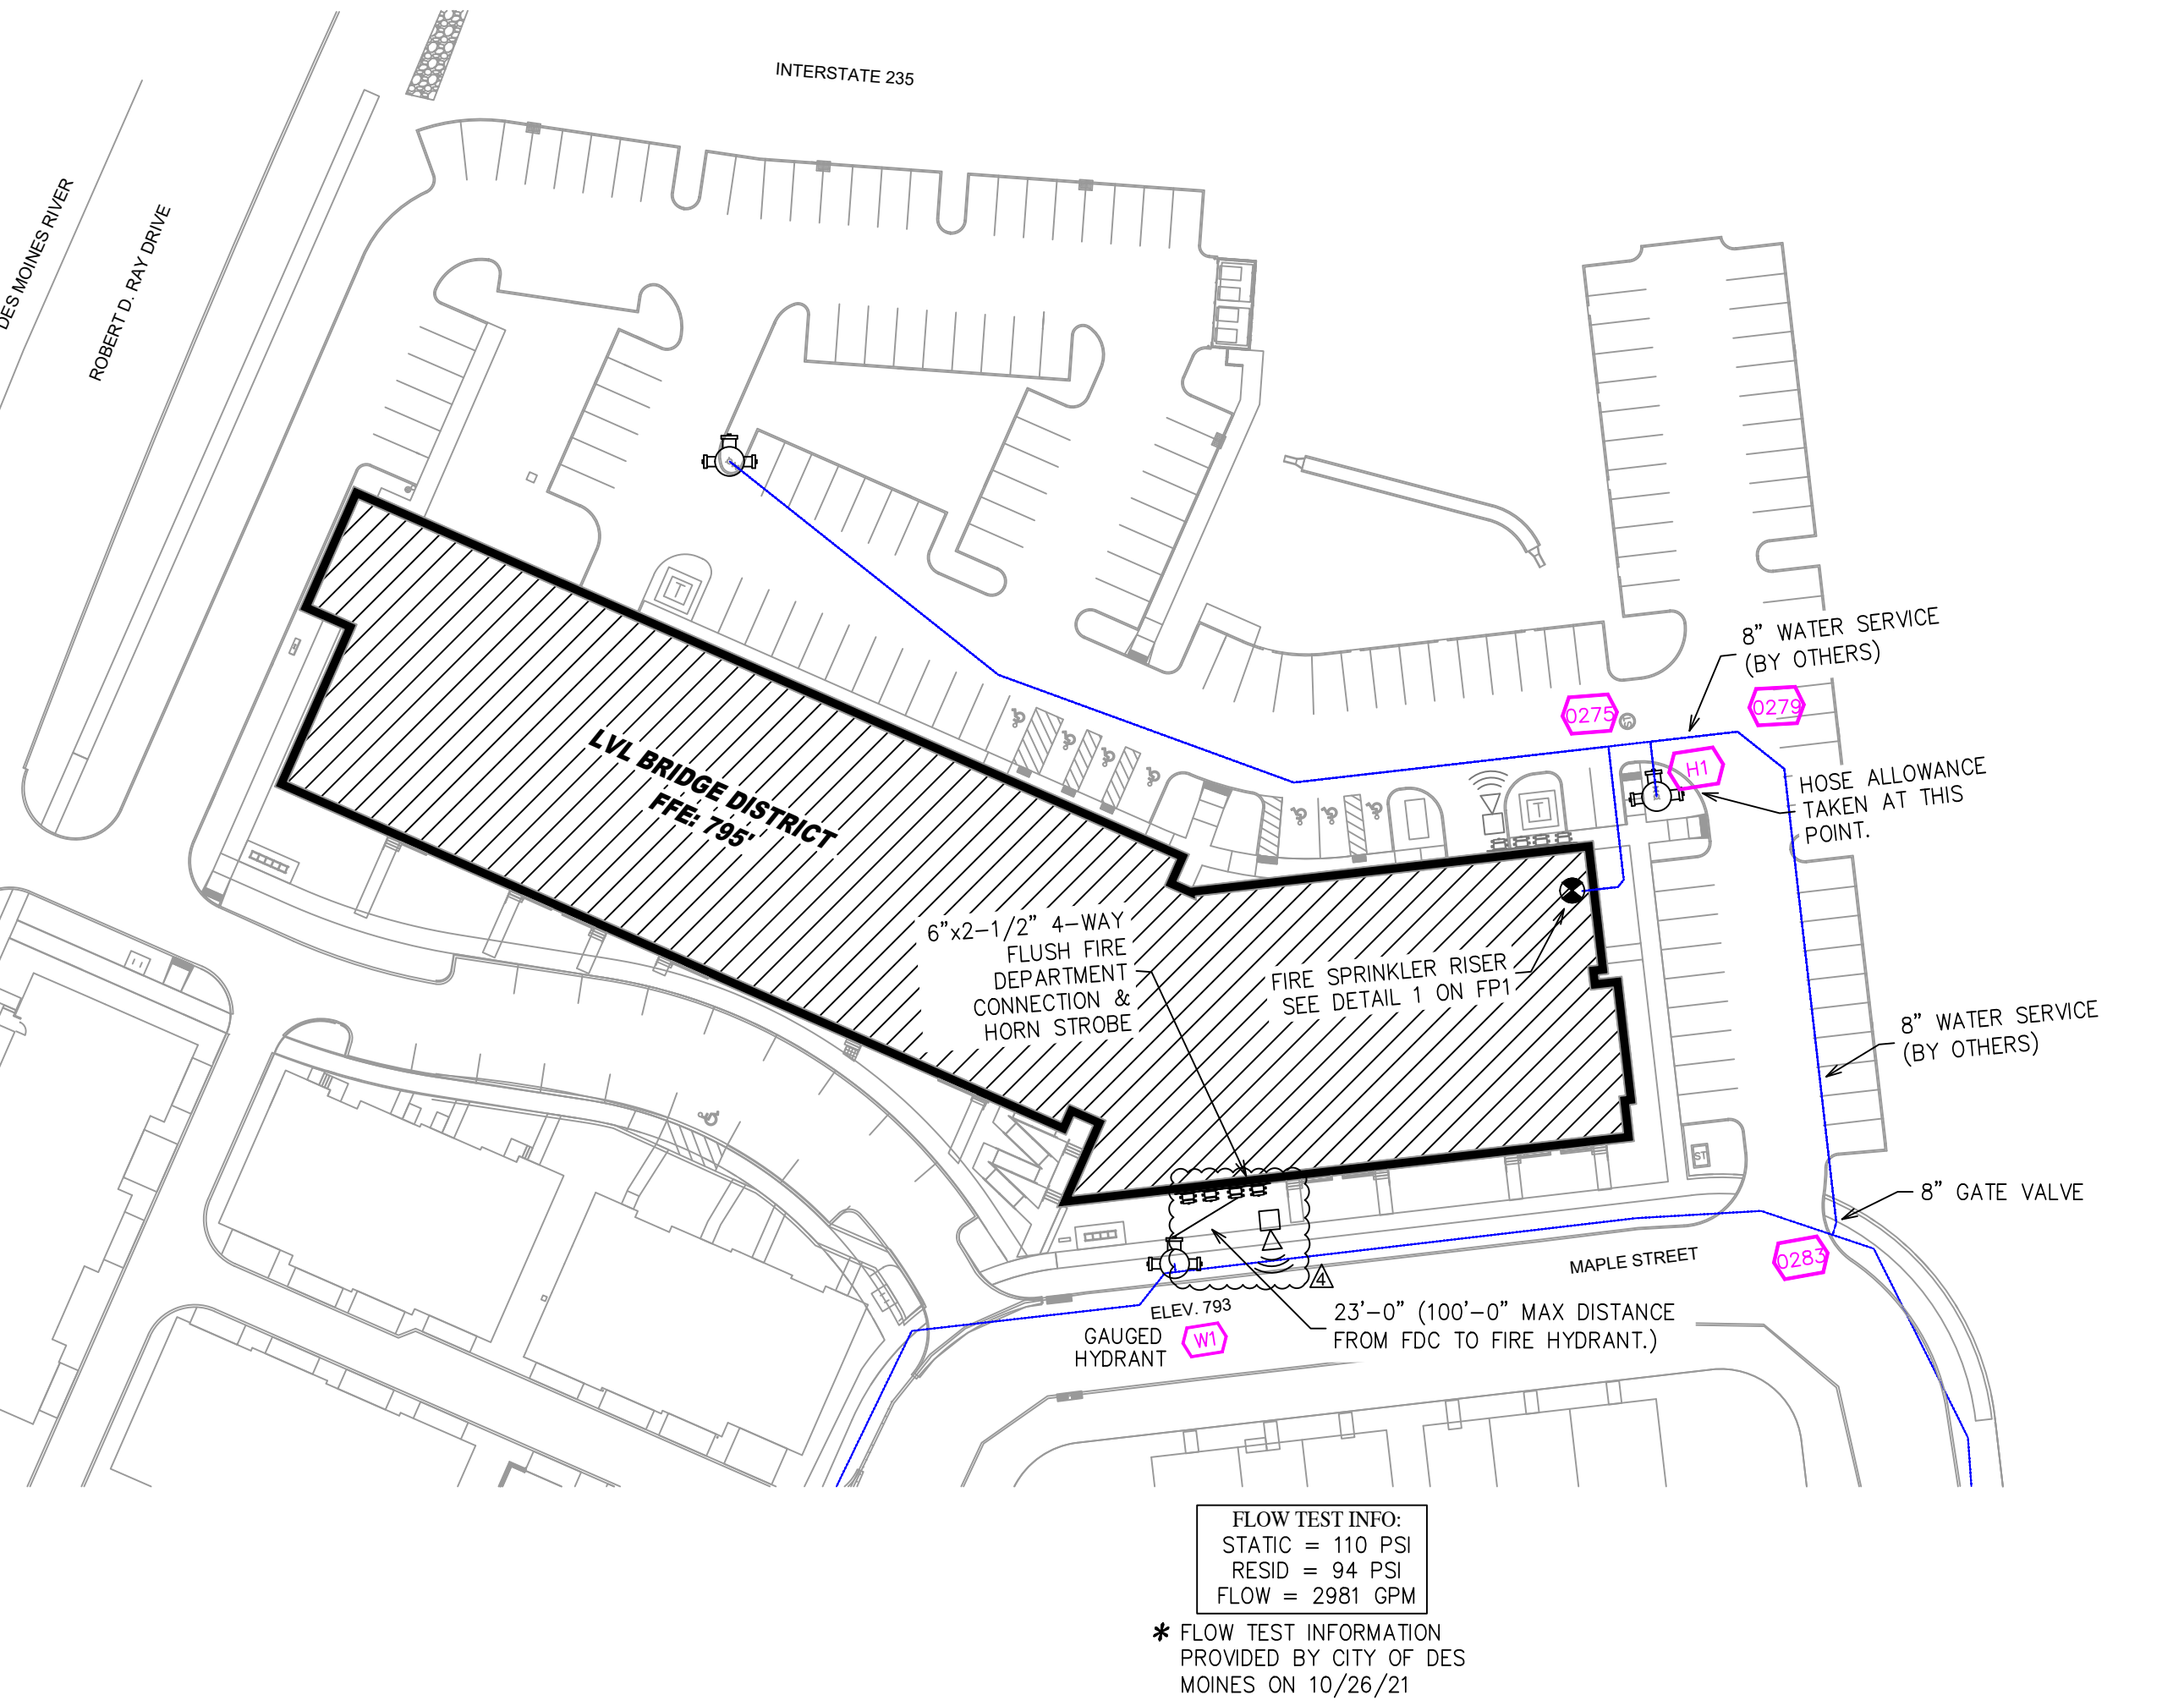 INTERSTATE 235
DES MOINES RIVER
ROBERT D. RAY DRIVE
8" WATER SERVICE
(BY OTHERS)
0275
ST
0279
H1
HOSE ALLOWANCE
TAKEN AT THIS
POINT.
T
T
LVL BRIDGE DISTRICT
FFE: 795'
6"x2-1/2" 4-WAY
FLUSH FIRE
DEPARTMENT
CONNECTION &
HORN STROBE
FIRE SPRINKLER RISER
SEE DETAIL 1 ON FP1
8" WATER SERVICE
(BY OTHERS)
ST
8" GATE VALVE
MAPLE STREET
0283
4
ELEV. 793
GAUGED
HYDRANT
W1
23'-0" (100'-0" MAX DISTANCE
FROM FDC TO FIRE HYDRANT.)
FLOW TEST INFO:
STATIC = 110 PSI
RESID = 94 PSI
FLOW = 2981 GPM
* FLOW TEST INFORMATION
PROVIDED BY CITY OF DES
MOINES ON 10/26/21